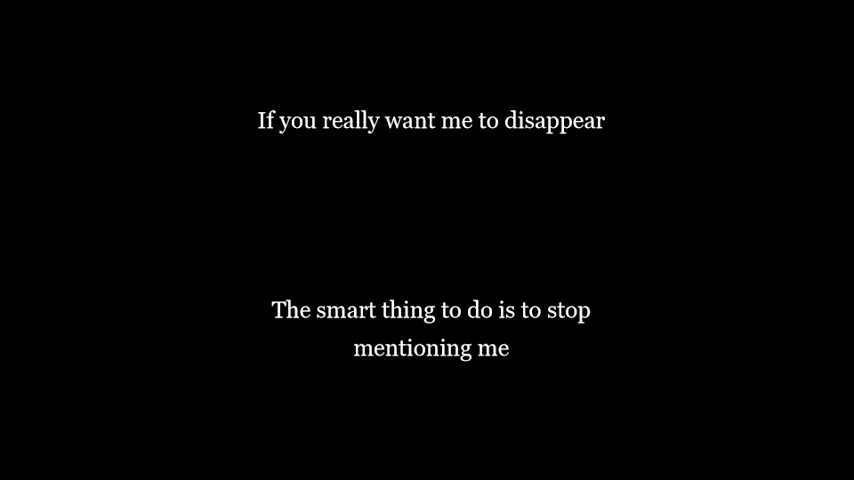 If you really want me to disappear
The smart thing to do is to stop
mentioning me